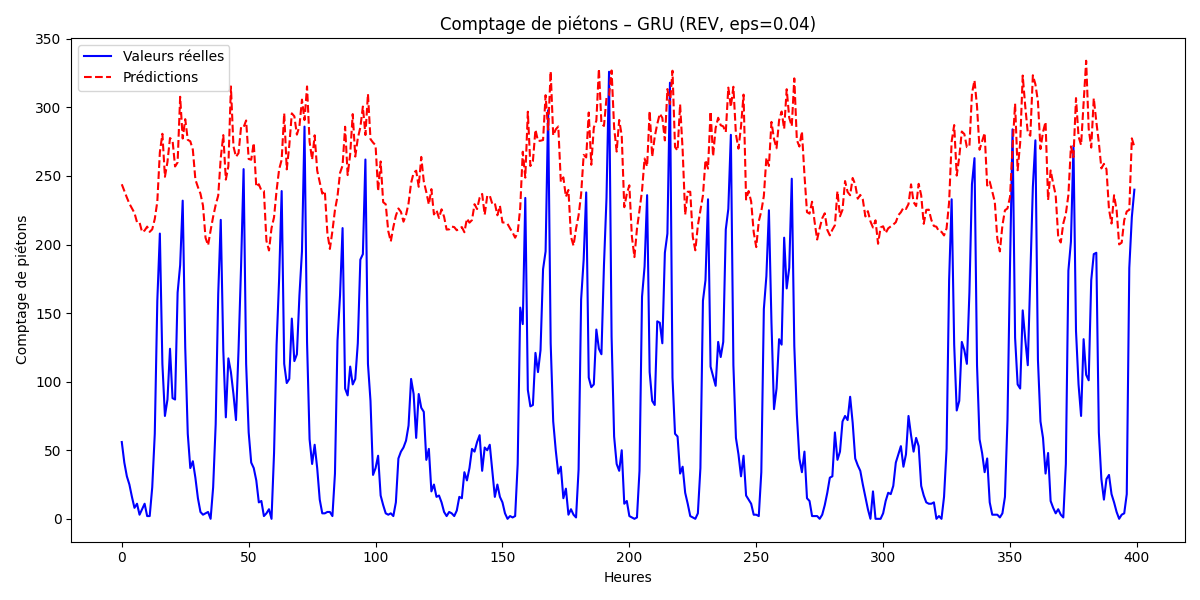 Comptage de piétons – GRU (REV, eps=0.04)
Valeurs réelles
Prédictions
Comptage de piétons
350
300
250
200
150
100
50
0
0 50 100 150 200 250 300 350 400
Heures